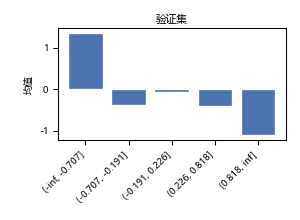 验证集
均值
1
0
-1
(-inf, -0.707]
(-0.707, -0.191]
(-0.191, 0.226]
(0.226, 0.818]
(0.818, inf]